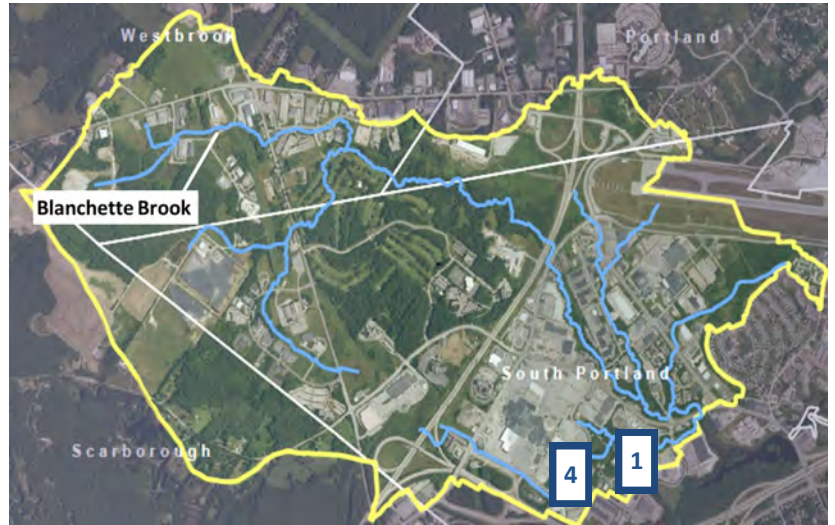 Westbrook
Portland
Blanchette Brook
South Portland
Scarborough
4
1